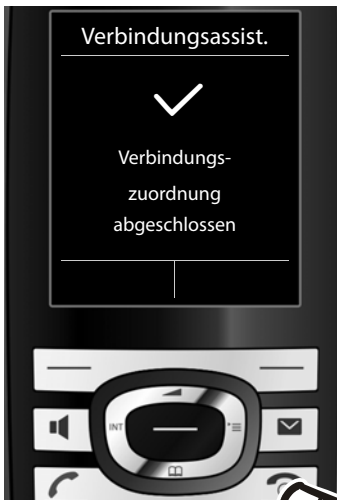 Verbindungsassist.
Verbindungs-
zuordnung
abgeschlossen
INT